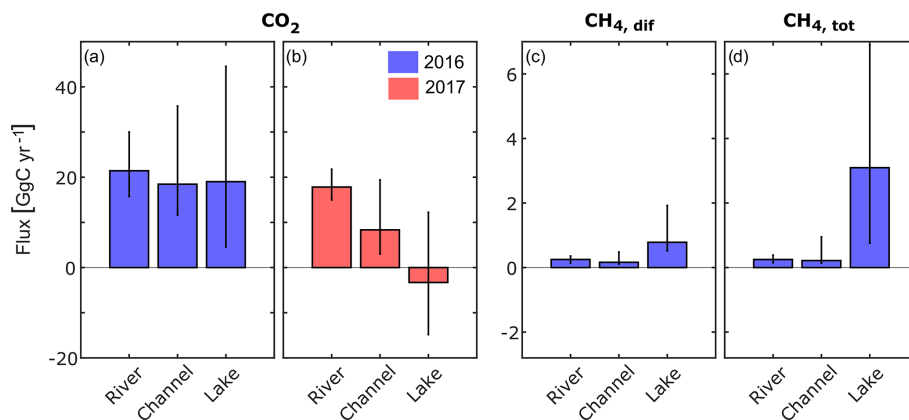 CO2 CH4, dif CH4, tot
(a) (b) (c) (d)
2016
2017
Flux [GgC yr-1]
40
20
0
-20
6
4
2
0
-2
River Channel Lake River Channel Lake River Channel Lake River Channel Lake